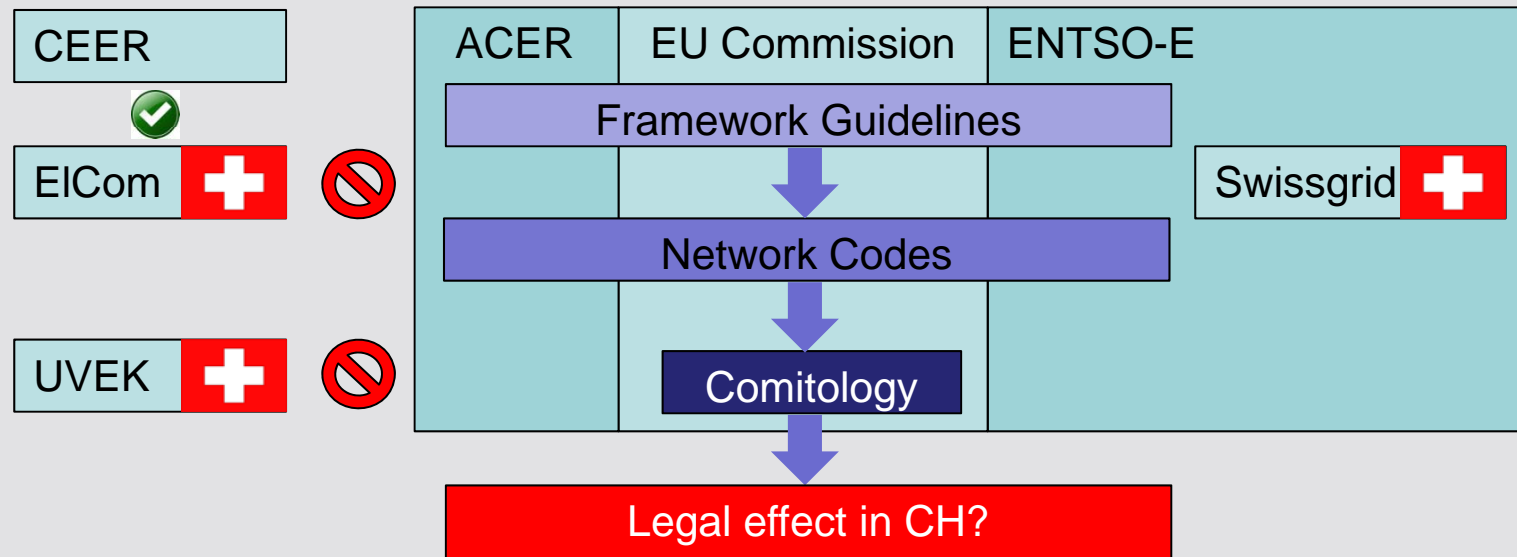 CEER
ACER
EU Commission
ENTSO-E
Framework Guidelines
ElCom
Swissgrid
Network Codes
UVEK
Comitology
Legal effect in CH?